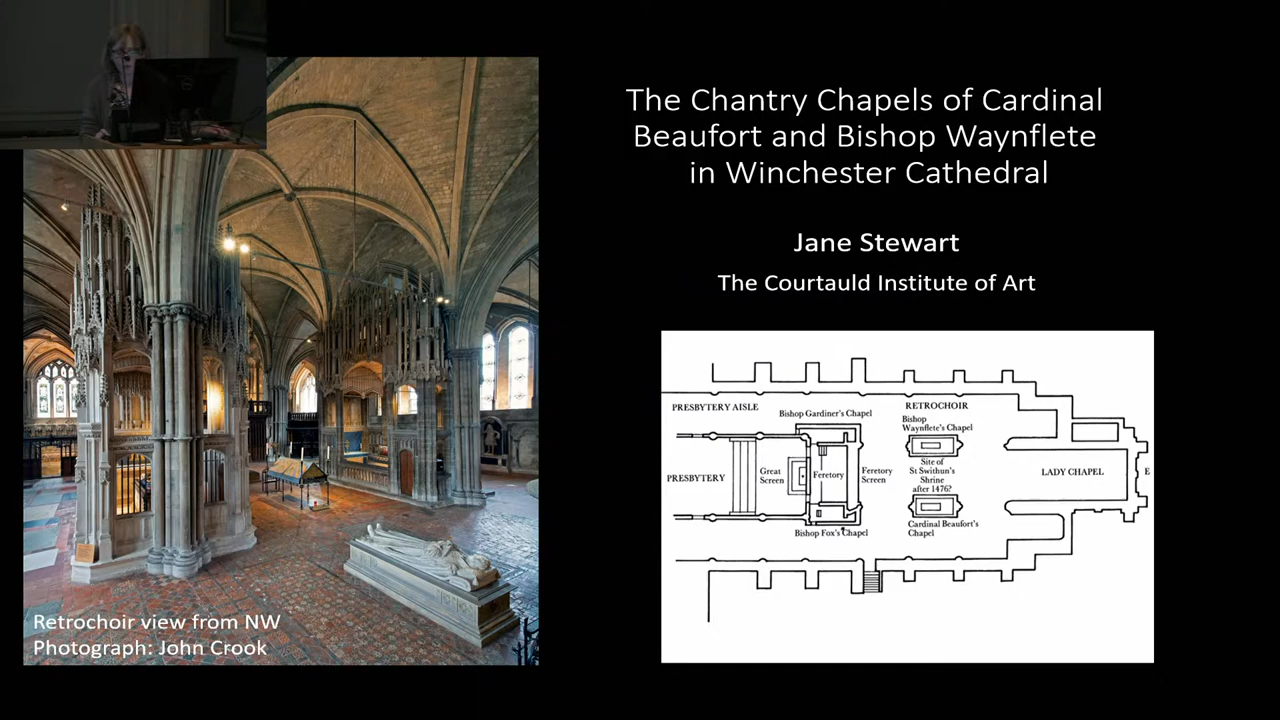 The Chantry Chapels of Cardinal
Beaufort and Bishop Waynflete
in Winchester Cathedral
Jane Stewart
The Courtauld Institute of Art
Retrochoir view from NW
Photograph: John Crook
PRESBYTERY AISLE
Bishop Gardiner's Chapel
RETROCHOIR
Bishop
Waynflete's Chapel
PRESBYTERY
Great
Screen
Feretory
Feretory
Screen
Site of
St Swithun's
Shrine
after 1476?
LADY CHAPEL
E
Bishop Fox's Chapel
Cardinal Beaufort's
Chapel